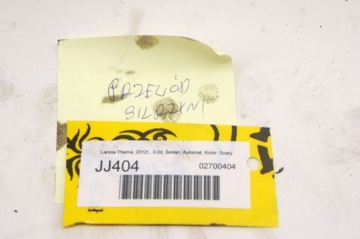 PRZEWÓD
SILNIKA
Lancia Thema, 2012r., 3.0d, Sedan, Automat, Kolor: Szary
JJ404
02700404